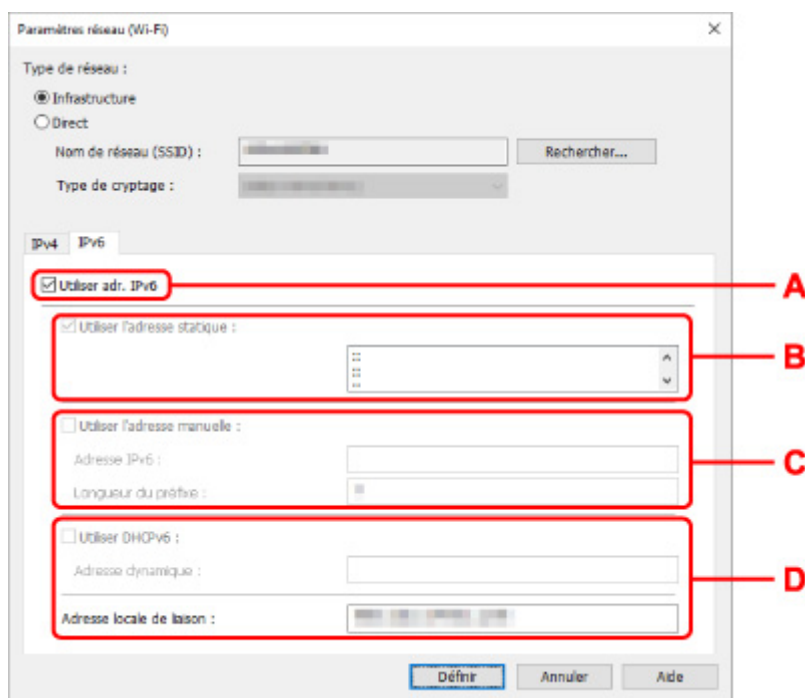 Paramètres réseau (Wi-Fi)
Type de réseau :
Infrastructure
Direct
Nom de réseau (SSID) :
Rechercher...
Type de cryptage :
IPv4 IPv6
Utiliser adr. IPv6
A
Utiliser l'adresse statique :
::
::
::
B
Utiliser l'adresse manuelle :
Adresse IPv6 :
C
Longueur du préfixe :
Utiliser DHCPv6 :
Adresse dynamique :
D
Adresse locale de liaison :
Définir Annuler Aide